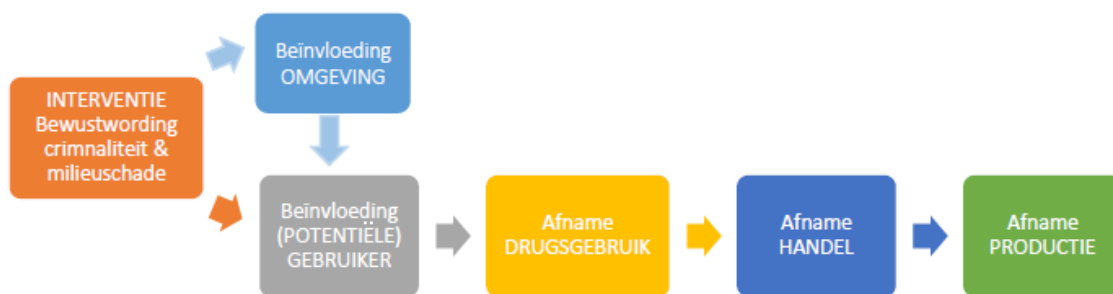 INTERVENTIE
Bewustwording
crimnaliteit &
milieuschade
Beïnvloeding
OMGEVING
Beïnvloeding
(POTENTIËLE)
GEBRUIKER
Afname
DRUGSGEBRUIK
Afname
HANDEL
Afname
PRODUCTIE